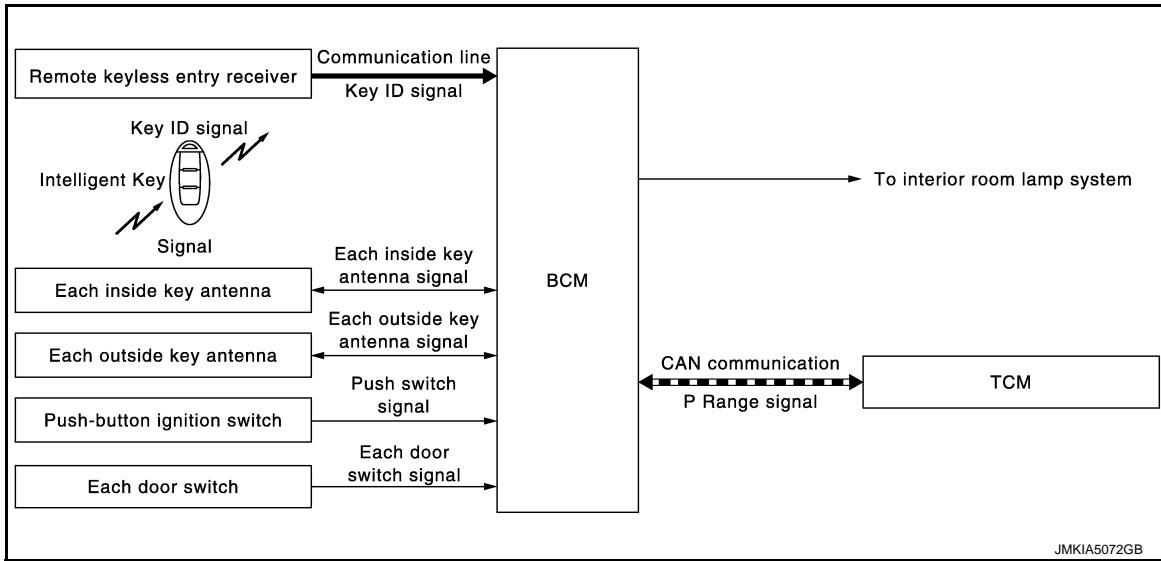 Remote keyless entry receiver
Communication line
Key ID signal
Key ID signal
Intelligent Key
Signal
Each inside key antenna
Each inside key
antenna signal
Each outside key antenna
Each outside key
antenna signal
Push-button ignition switch
Push switch
signal
Each door switch
Each door
switch signal
BCM
To interior room lamp system
CAN communication
P Range signal
TCM
JMKIA5072GB